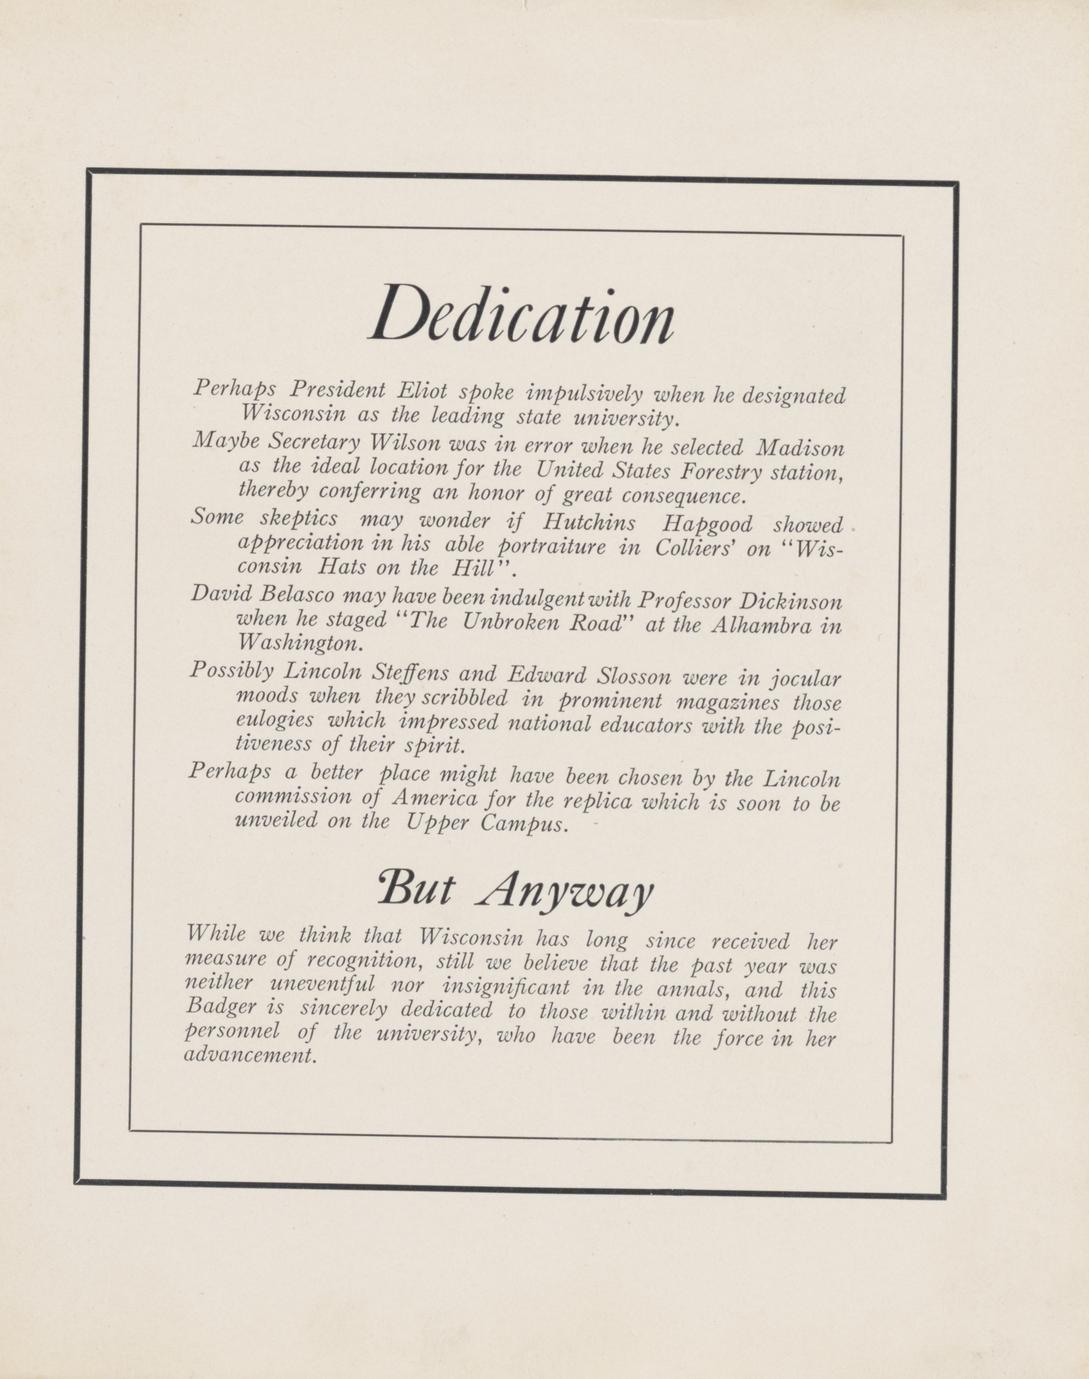 Dedication
Perhaps President Eliot spoke impulsively when he designated
Wisconsin as the leading state university.
Maybe Secretary Wilson was in error when he selected Madison
as the ideal location for the United States Forestry station,
thereby conferring an honor of great consequence.
Some skeptics may wonder if Hutchins Hapgood showed
appreciation in his able portraiture in Colliers' on "Wis-
consin Hats on the Hill".
David Belasco may have been indulgent with Professor Dickinson
when he staged "The Unbroken Road" at the Alhambra in
Washington.
Possibly Lincoln Steffens and Edward Slosson were in jocular
moods when they scribbled in prominent magazines those
eulogies which impressed national educators with the posi-
tiveness of their spirit.
Perhaps a better place might have been chosen by the Lincoln
commission of America for the replica which is soon to be
unveiled on the Upper Campus.
But Anyway
While we think that Wisconsin has long since received her
measure of recognition, still we believe that the past year was
neither uneventful nor insignificant in the annals, and this
Badger is sincerely dedicated to those within and without the
personnel of the university, who have been the force in her
advancement.